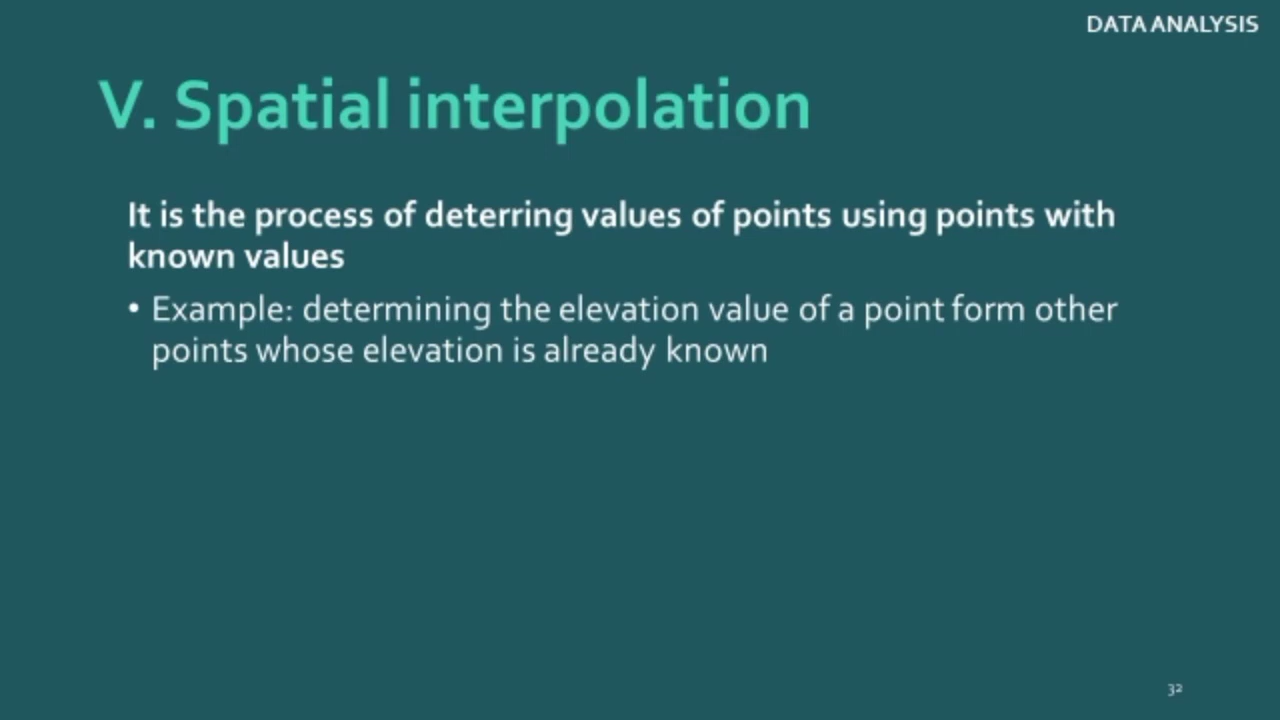 DATA ANALYSIS
V. Spatial interpolation
It is the process of deterring values of points using points with
known values
• Example: determining the elevation value of a point form other
points whose elevation is already known
32